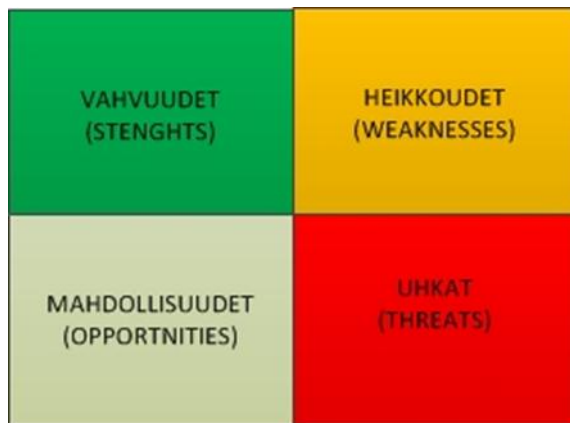 VAHVUUDET
(STENGHTS)
HEIKKOUDET
(WEAKNESSES)
MAHDOLLISUUDET
(OPPORTNITIES)
UHKAT
(THREATS)